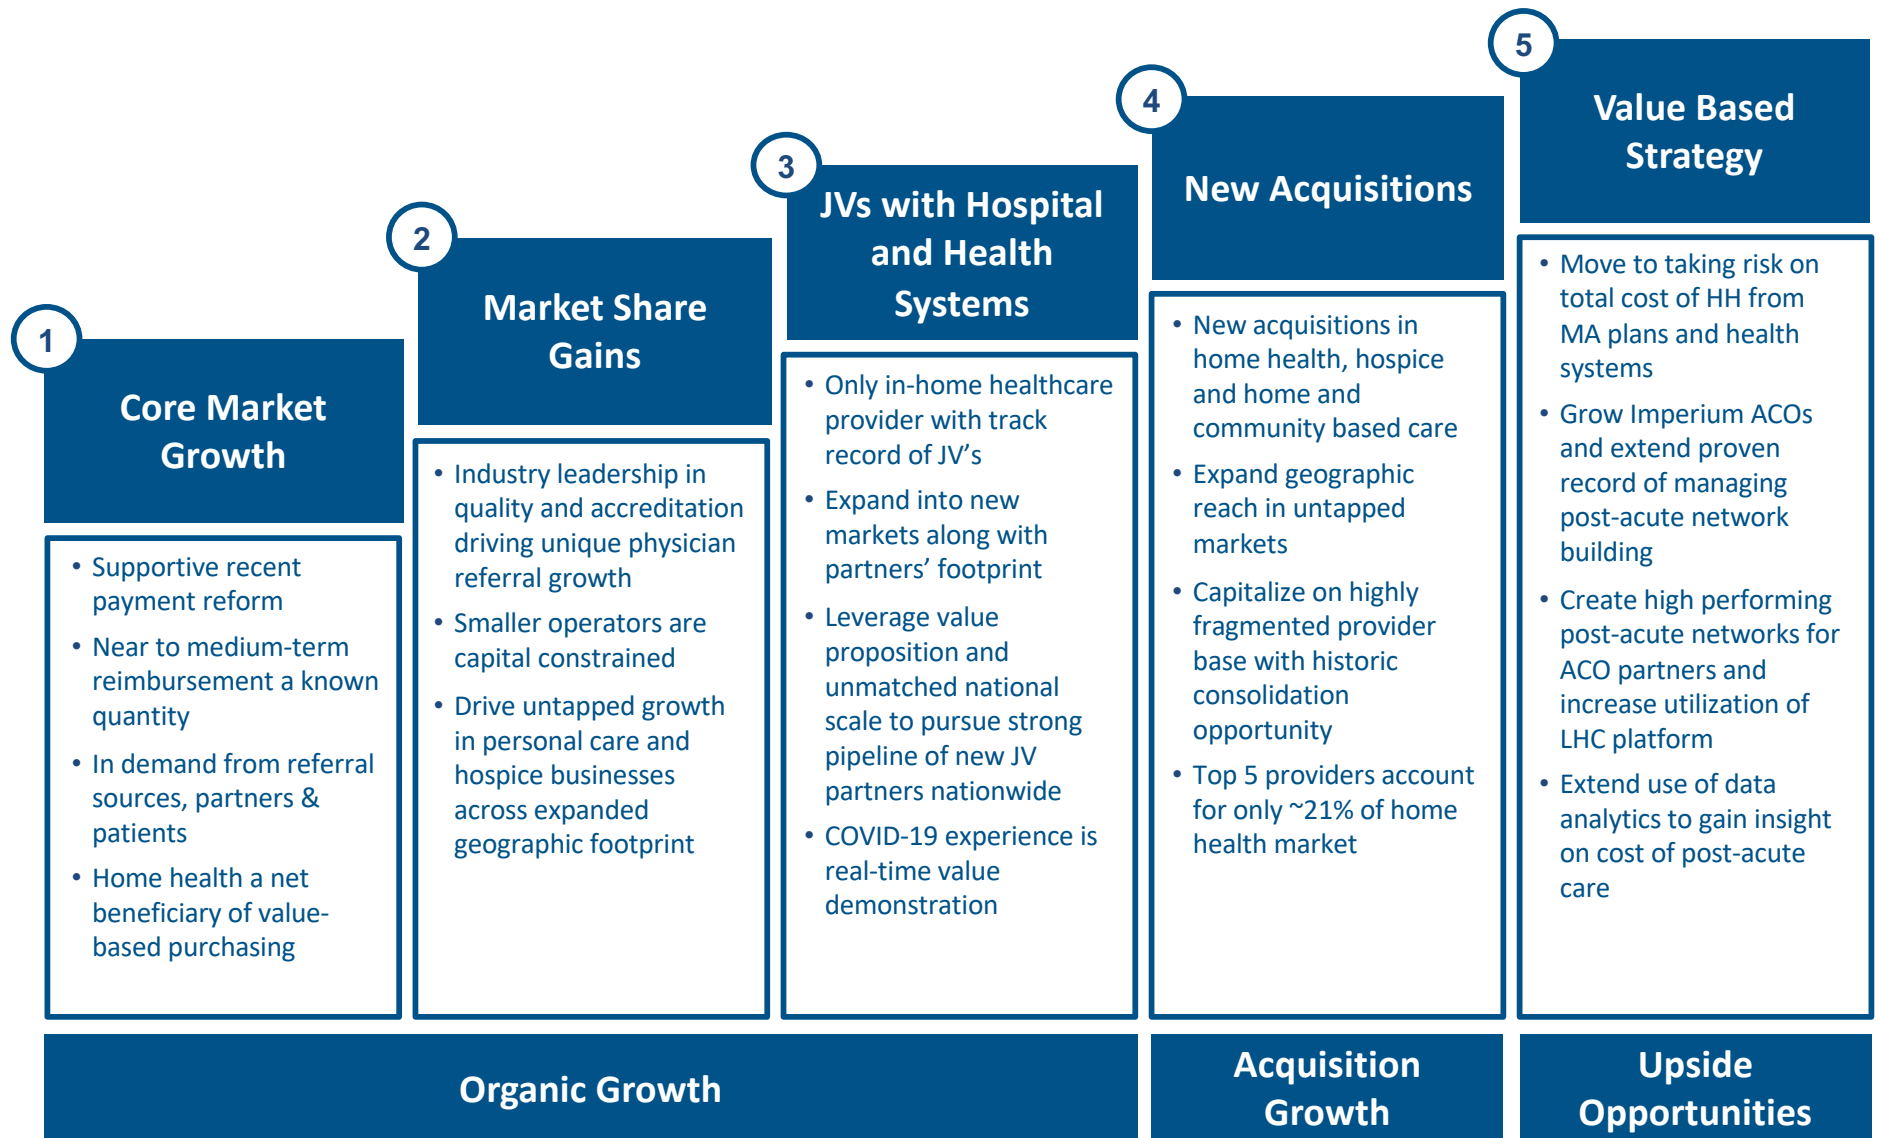 1
Core Market
Growth
• Supportive recent
payment reform
• Near to medium-term
reimbursement a known
quantity
• In demand from referral
sources, partners &
patients
• Home health a net
beneficiary of value-
based purchasing
2
Market Share
Gains
• Industry leadership in
quality and accreditation
driving unique physician
referral growth
• Smaller operators are
capital constrained
• Drive untapped growth
in personal care and
hospice businesses
across expanded
geographic footprint
3
JVs with Hospital
and Health
Systems
• Only in-home healthcare
provider with track
record of JV’s
• Expand into new
markets along with
partners’ footprint
• Leverage value
proposition and
unmatched national
scale to pursue strong
pipeline of new JV
partners nationwide
• COVID-19 experience is
real-time value
demonstration
4
New Acquisitions
• New acquisitions in
home health, hospice
and home and
community based care
• Expand geographic
reach in untapped
markets
• Capitalize on highly
fragmented provider
base with historic
consolidation
opportunity
• Top 5 providers account
for only ~21% of home
health market
5
Value Based
Strategy
• Move to taking risk on
total cost of HH from
MA plans and health
systems
• Grow Imperium ACOs
and extend proven
record of managing
post-acute network
building
• Create high performing
post-acute networks for
ACO partners and
increase utilization of
LHC platform
• Extend use of data
analytics to gain insight
on cost of post-acute
care
Organic Growth
Acquisition
Growth
Upside
Opportunities